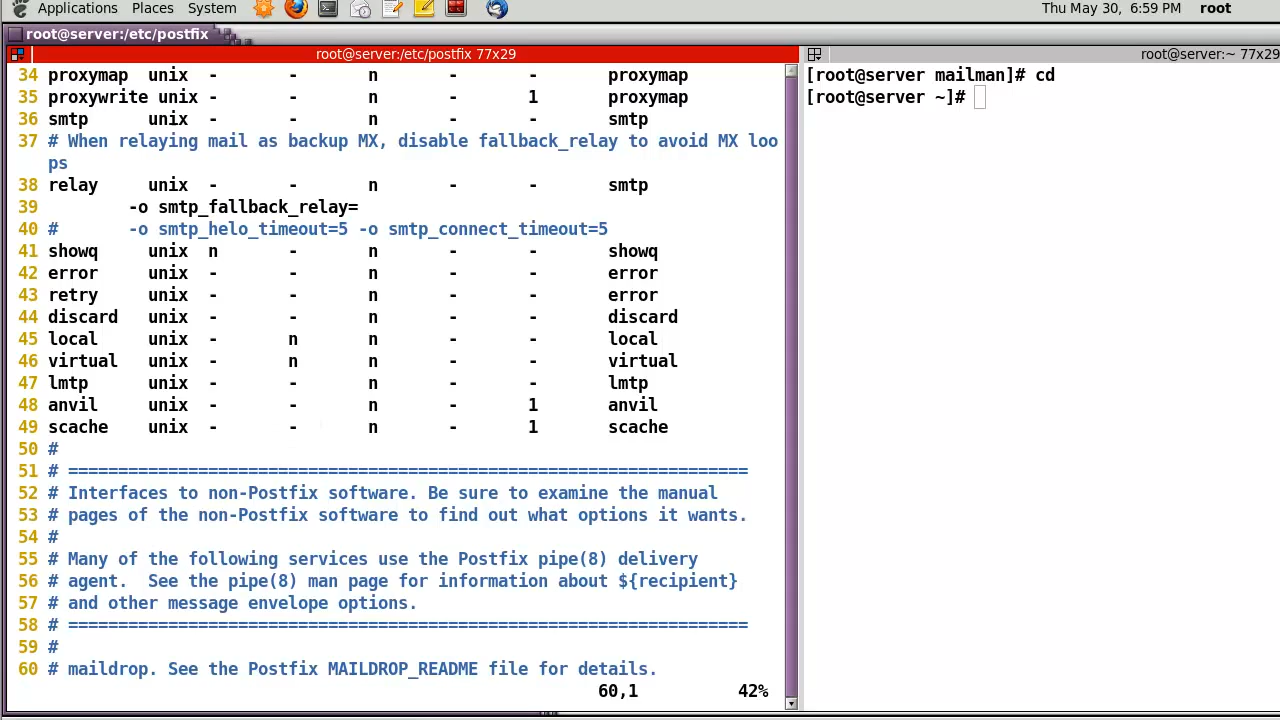 Applications Places System Thu May 30, 6:59 PM root
root@server:/etc/postfix
root@server:/etc/postfix 77x29
34 proxymap unix - - n - - proxymap
35 proxywrite unix - - n - 1 proxymap
36 smtp unix - - n - - smtp
37 # When relaying mail as backup MX, disable fallback_relay to avoid MX loo
ps
38 relay unix - - n - - smtp
39 -o smtp_fallback_relay=
40 # -o smtp_helo_timeout=5 -o smtp_connect_timeout=5
41 showq unix n - n - - showq
42 error unix - - n - - error
43 retry unix - - n - - error
44 discard unix - - n - - discard
45 local unix - n n - - local
46 virtual unix - n n - - virtual
47 lmtp unix - - n - - lmtp
48 anvil unix - - n - 1 anvil
49 scache unix - - n - 1 scache
50 #
51 # ====================================================================
52 # Interfaces to non-Postfix software. Be sure to examine the manual
53 # pages of the non-Postfix software to find out what options it wants.
54 #
55 # Many of the following services use the Postfix pipe(8) delivery
56 # agent. See the pipe(8) man page for information about ${recipient}
57 # and other message envelope options.
58 # ====================================================================
59 #
60 # maildrop. See the Postfix MAILDROP_README file for details.
60,1 42%
root@server:~ 77x29
[root@server mailman]# cd
[root@server ~]#